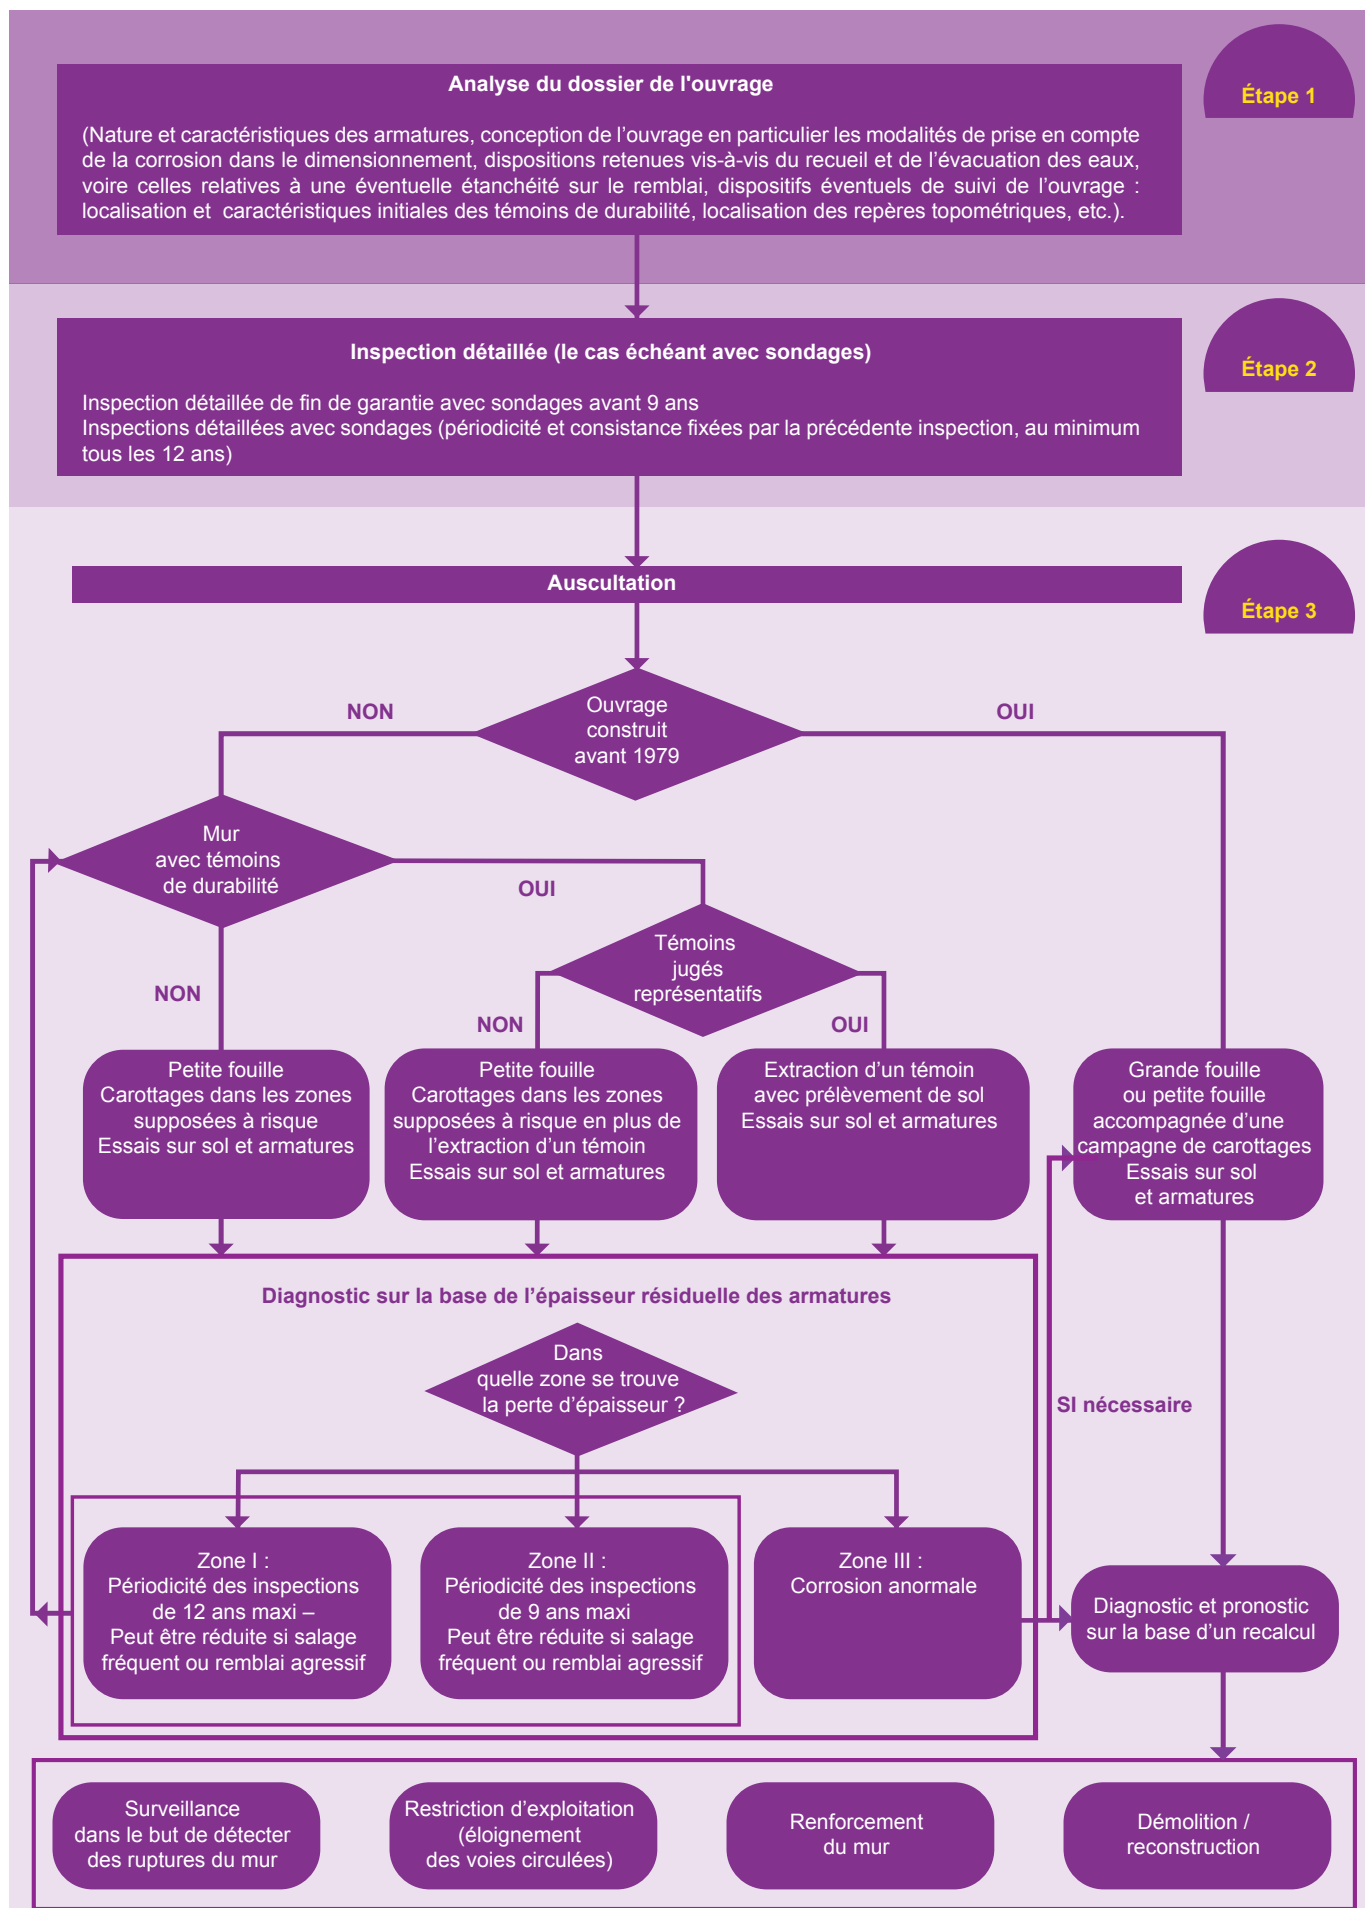 Analyse du dossier de l'ouvrage
Étape 1
(Nature et caractéristiques des armatures, conception de l’ouvrage en particulier les modalités de prise en compte
de la corrosion dans le dimensionnement, dispositions retenues vis-à-vis du recueil et de l’évacuation des eaux,
voire celles relatives à une éventuelle étanchéité sur le remblai, dispositifs éventuels de suivi de l’ouvrage :
localisation et caractéristiques initiales des témoins de durabilité, localisation des repères topométriques, etc.).
Inspection détaillée (le cas échéant avec sondages)
Étape 2
Inspection détaillée de fin de garantie avec sondages avant 9 ans
Inspections détaillées avec sondages (périodicité et consistance fixées par la précédente inspection, au minimum
tous les 12 ans)
Auscultation
Étape 3
Ouvrage
construit
avant 1979
NON
OUI
Mur
avec témoins
de durabilité
OUI
NON
Témoins
jugés
représentatifs
NON
OUI
Petite fouille
Carottages dans les zones
supposées à risque
Essais sur sol et armatures
Petite fouille
Carottages dans les zones
supposées à risque en plus de
l’extraction d’un témoin
Essais sur sol et armatures
Extraction d’un témoin
avec prélèvement de sol
Essais sur sol et armatures
Grande fouille
ou petite fouille
accompagnée d’une
campagne de carottages
Essais sur sol
et armatures
Diagnostic sur la base de l’épaisseur résiduelle des armatures
Dans
quelle zone se trouve
la perte d’épaisseur ?
SI nécessaire
Zone I :
Périodicité des inspections
de 12 ans maxi –
Peut être réduite si salage
fréquent ou remblai agressif
Zone II :
Périodicité des inspections
de 9 ans maxi
Peut être réduite si salage
fréquent ou remblai agressif
Zone III :
Corrosion anormale
Diagnostic et pronostic
sur la base d’un recalcul
Surveillance
dans le but de détecter
des ruptures du mur
Restriction d’exploitation
(éloignement
des voies circulées)
Renforcement
du mur
Démolition /
reconstruction